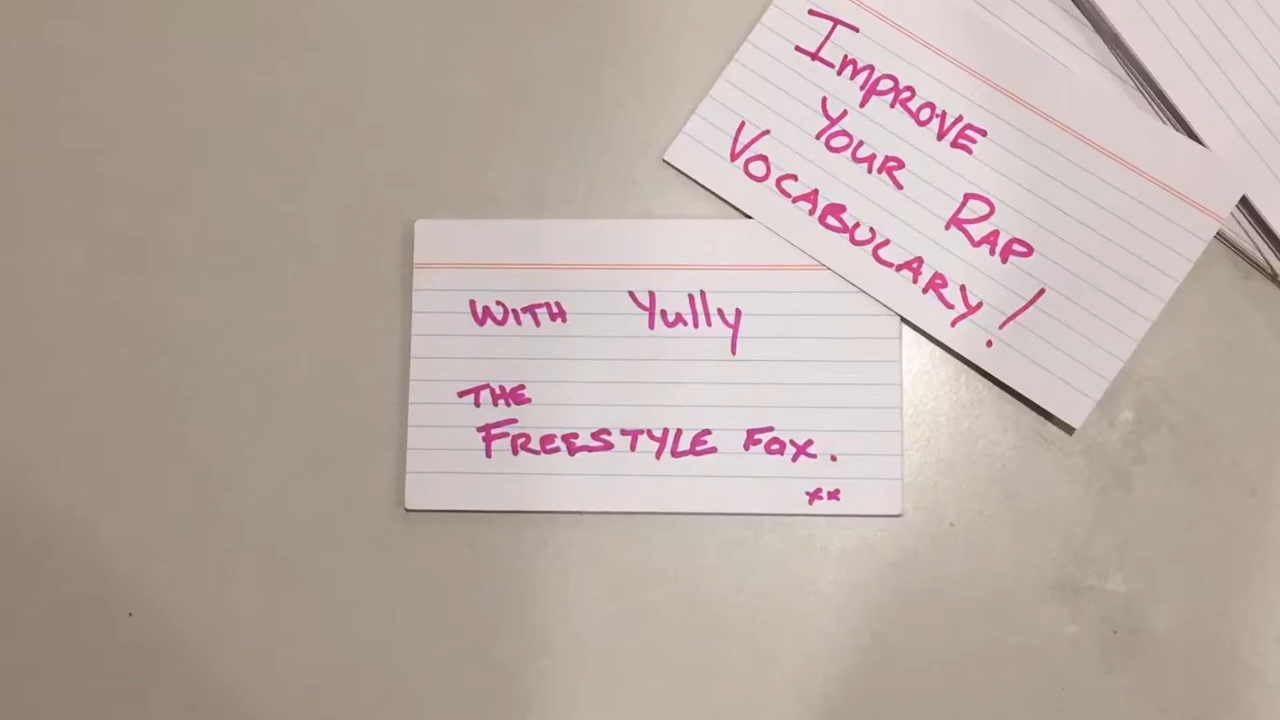 IMPROVE
YOUR RAP
VOCABULARY!
WITH Yully
THE
FREESTYLE FOX.
xx